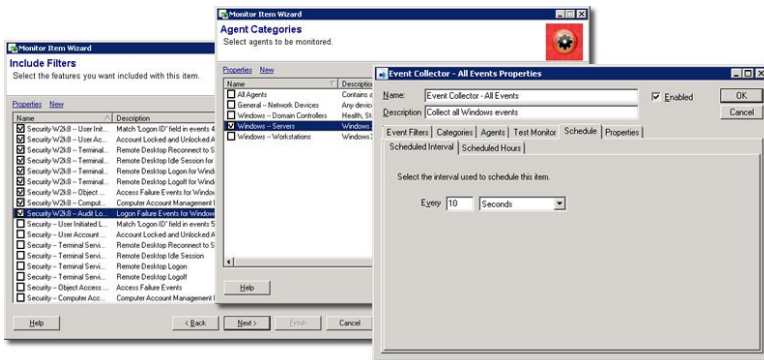 Monitor Item Wizard
Include Filters
Select the features you want included with this item.
Properties New
Name Description
Security W2k8 -- User Init... Match 'Logon ID' field in events 4
Security W2k8 -- User ... Account Locked and Unlocked A
Security W2k8 -- Terminal... Remote Desktop Reconnect to S
Security W2k8 -- Terminal... Remote Desktop Idle Session for
Security W2k8 -- Terminal... Remote Desktop Logon for Wind
Security W2k8 -- Terminal... Remote Desktop Logoff for Wind
Security W2k8 -- Object ... Access Failure Events for Window
Security W2k8 -- Comput... Computer Account Management
Security W2k8 -- Audit Lo... Logon Failure Events for Window
Security -- User Initiated L... Match 'Logon ID' field in events 5
Security -- User Account ... Account Locked and Unlocked A
Security -- Terminal Servi... Remote Desktop Reconnect to S
Security -- Terminal Servi... Remote Desktop Idle Session
Security -- Terminal Servi... Remote Desktop Logon
Security -- Terminal Servi... Remote Desktop Logoff
Security -- Object Access ... Access Failure Events
Security -- Computer Acc... Computer Account Management
Help < Back Next > Finish Cancel
Monitor Item Wizard
Agent Categories
Select agents to be monitored.
Properties New
Name Description
All Agents Contains a
General -- Network Devices Any devic
Windows -- Domain Controllers Health, St
Windows -- Servers Windows
Windows -- Workstations Windows
Help
Event Collector - All Events Properties
Name: Event Collector - All Events Enabled OK
Description Collect all Windows events Cancel
Event Filters Categories Agents Test Monitor Schedule Properties
Scheduled Interval Scheduled Hours
Select the interval used to schedule this item.
Every 10 Seconds